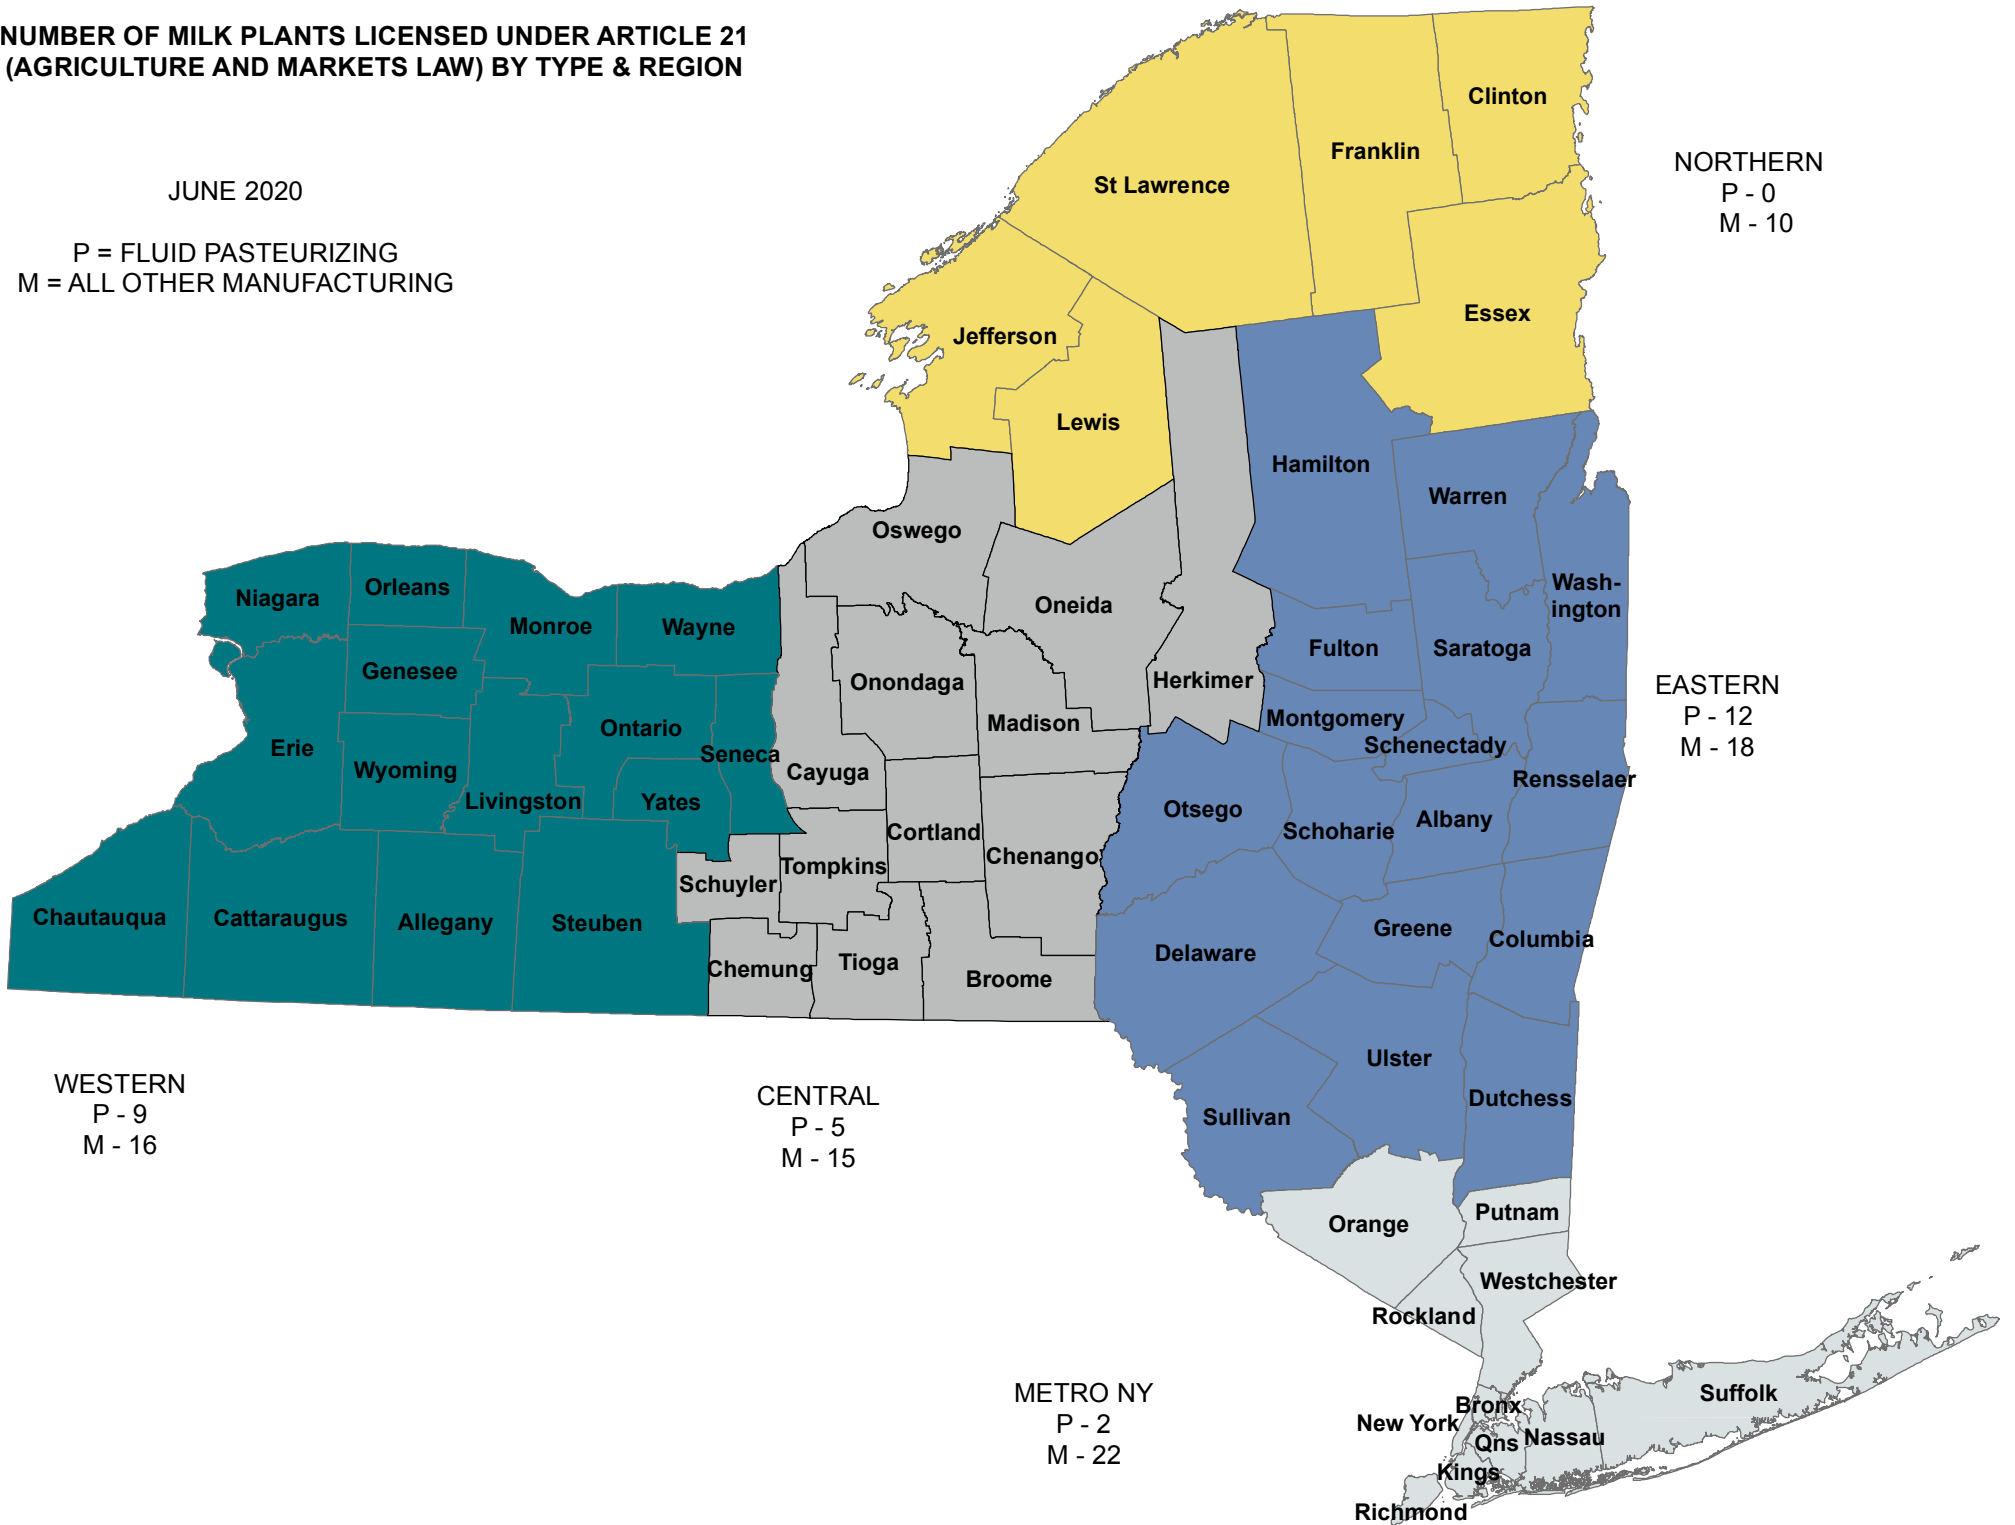 NUMBER OF MILK PLANTS LICENSED UNDER ARTICLE 21
(AGRICULTURE AND MARKETS LAW) BY TYPE & REGION
JUNE 2020
P = FLUID PASTEURIZING
M = ALL OTHER MANUFACTURING
Clinton
Franklin
St Lawrence
NORTHERN
P - 0
M - 10
Essex
Jefferson
Lewis
Hamilton
Warren
Oswego
Wash-
ington
Oneida
Niagara
Orleans
Monroe
Wayne
Fulton
Saratoga
Genesee
Onondaga
Herkimer
EASTERN
P - 12
M - 18
Madison
Montgomery
Schenectady
Ontario
Seneca
Erie
Wyoming
Cayuga
Rensselaer
Livingston
Yates
Otsego
Schoharie
Albany
Cortland
Chenango
Tompkins
Schuyler
Chautauqua
Cattaraugus
Allegany
Steuben
Greene
Columbia
Delaware
Chemung
Tioga
Broome
Ulster
WESTERN
P - 9
M - 16
CENTRAL
P - 5
M - 15
Dutchess
Sullivan
Putnam
Orange
Westchester
Rockland
METRO NY
P - 2
M - 22
Suffolk
Bronx
New York
Qns
Nassau
Kings
Richmond